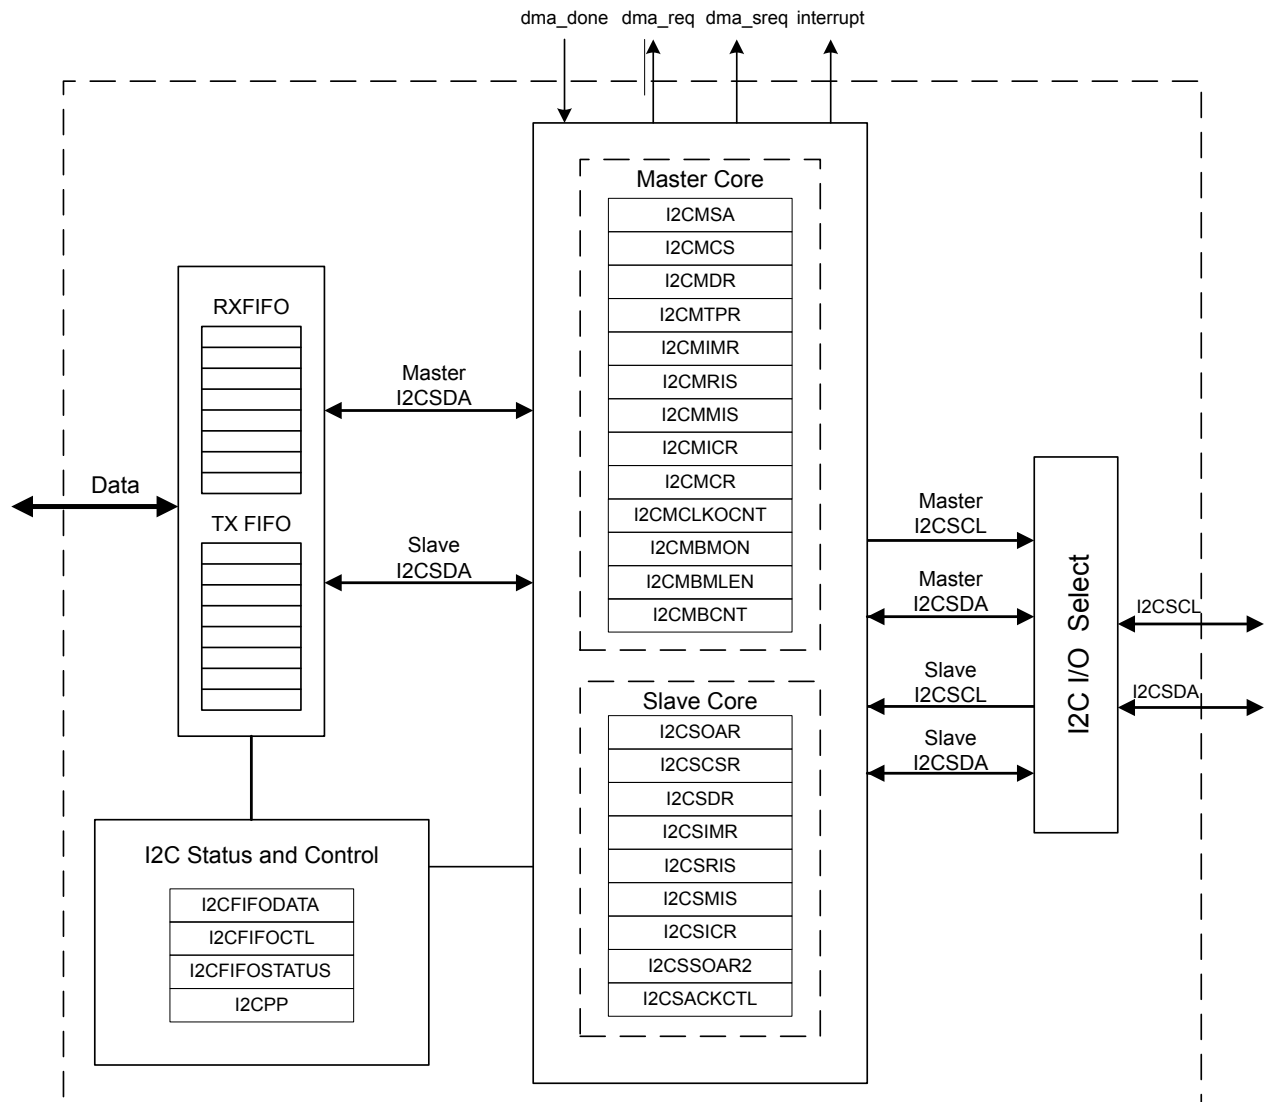 dma_done dma_req dma_sreq interrupt
Master Core
I2CMSA
I2CMCS
I2CMDR
I2CMTPR
I2CMIMR
I2CMRIS
I2CMMIS
I2CMICR
I2CMCR
I2CMCLKOCNT
I2CMBMON
I2CMBMLEN
I2CMBCNT
RXFIFO
Master
I2CSDA
Data
TX FIFO
Slave
I2CSDA
Master
I2CSCL
Master
I2CSDA
Slave
I2CSCL
Slave
I2CSDA
I2C I/O Select
I2CSCL
I2CSDA
Slave Core
I2CSOAR
I2CSCSR
I2CSDR
I2CSIMR
I2CSRIS
I2CSMIS
I2CSICR
I2CSSOAR2
I2CSACKCTL
I2C Status and Control
I2CFIFODATA
I2CFIFOCTL
I2CFIFOSTATUS
I2CPP